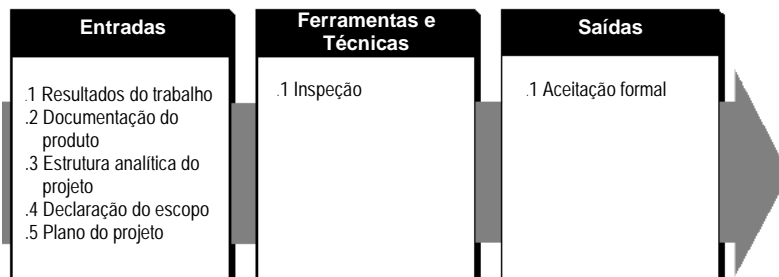 Entradas
.1 Resultados do trabalho
.2 Documentação do
produto
.3 Estrutura analítica do
projeto
.4 Declaração do escopo
.5 Plano do projeto
Ferramentas e
Técnicas
.1 Inspeção
Saídas
.1 Aceitação formal